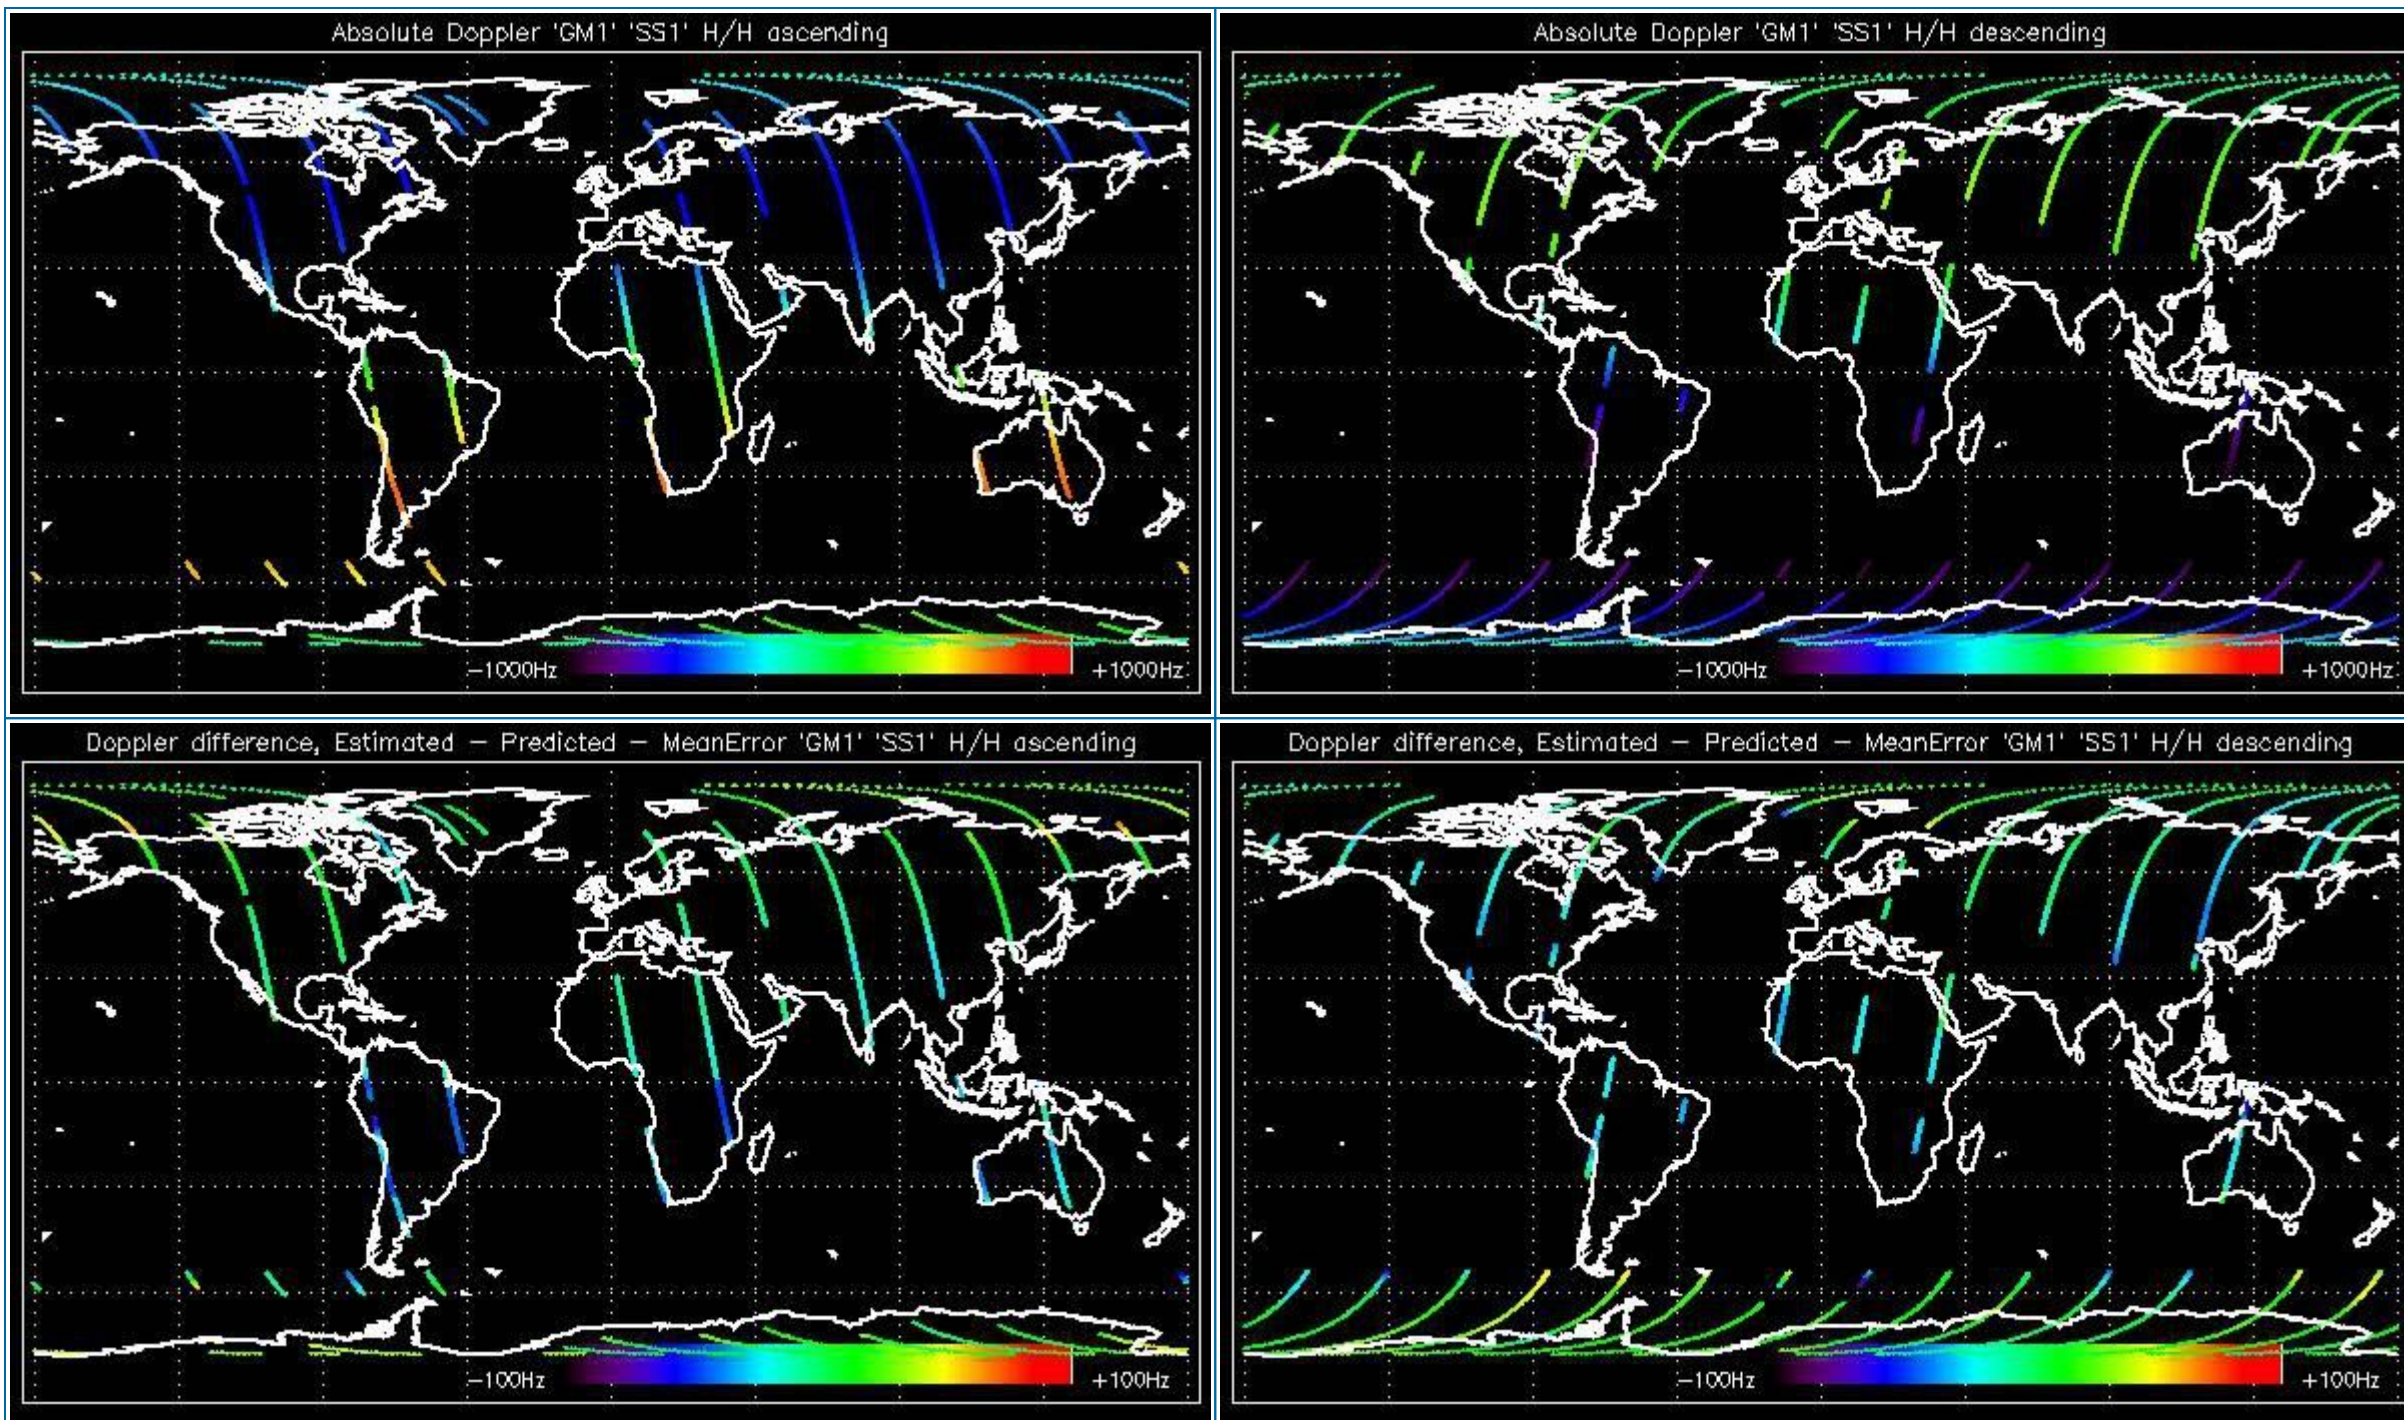 Absolute Doppler 'GM1' 'SS1' H/H ascending
-1000Hz
+1000Hz
Absolute Doppler 'GM1' 'SS1' H/H descending
-1000Hz
+1000Hz
Doppler difference, Estimated - Predicted - MeanError 'GM1' 'SS1' H/H ascending
-100Hz
+100Hz
Doppler difference, Estimated - Predicted - MeanError 'GM1' 'SS1' H/H descending
-100Hz
+100Hz